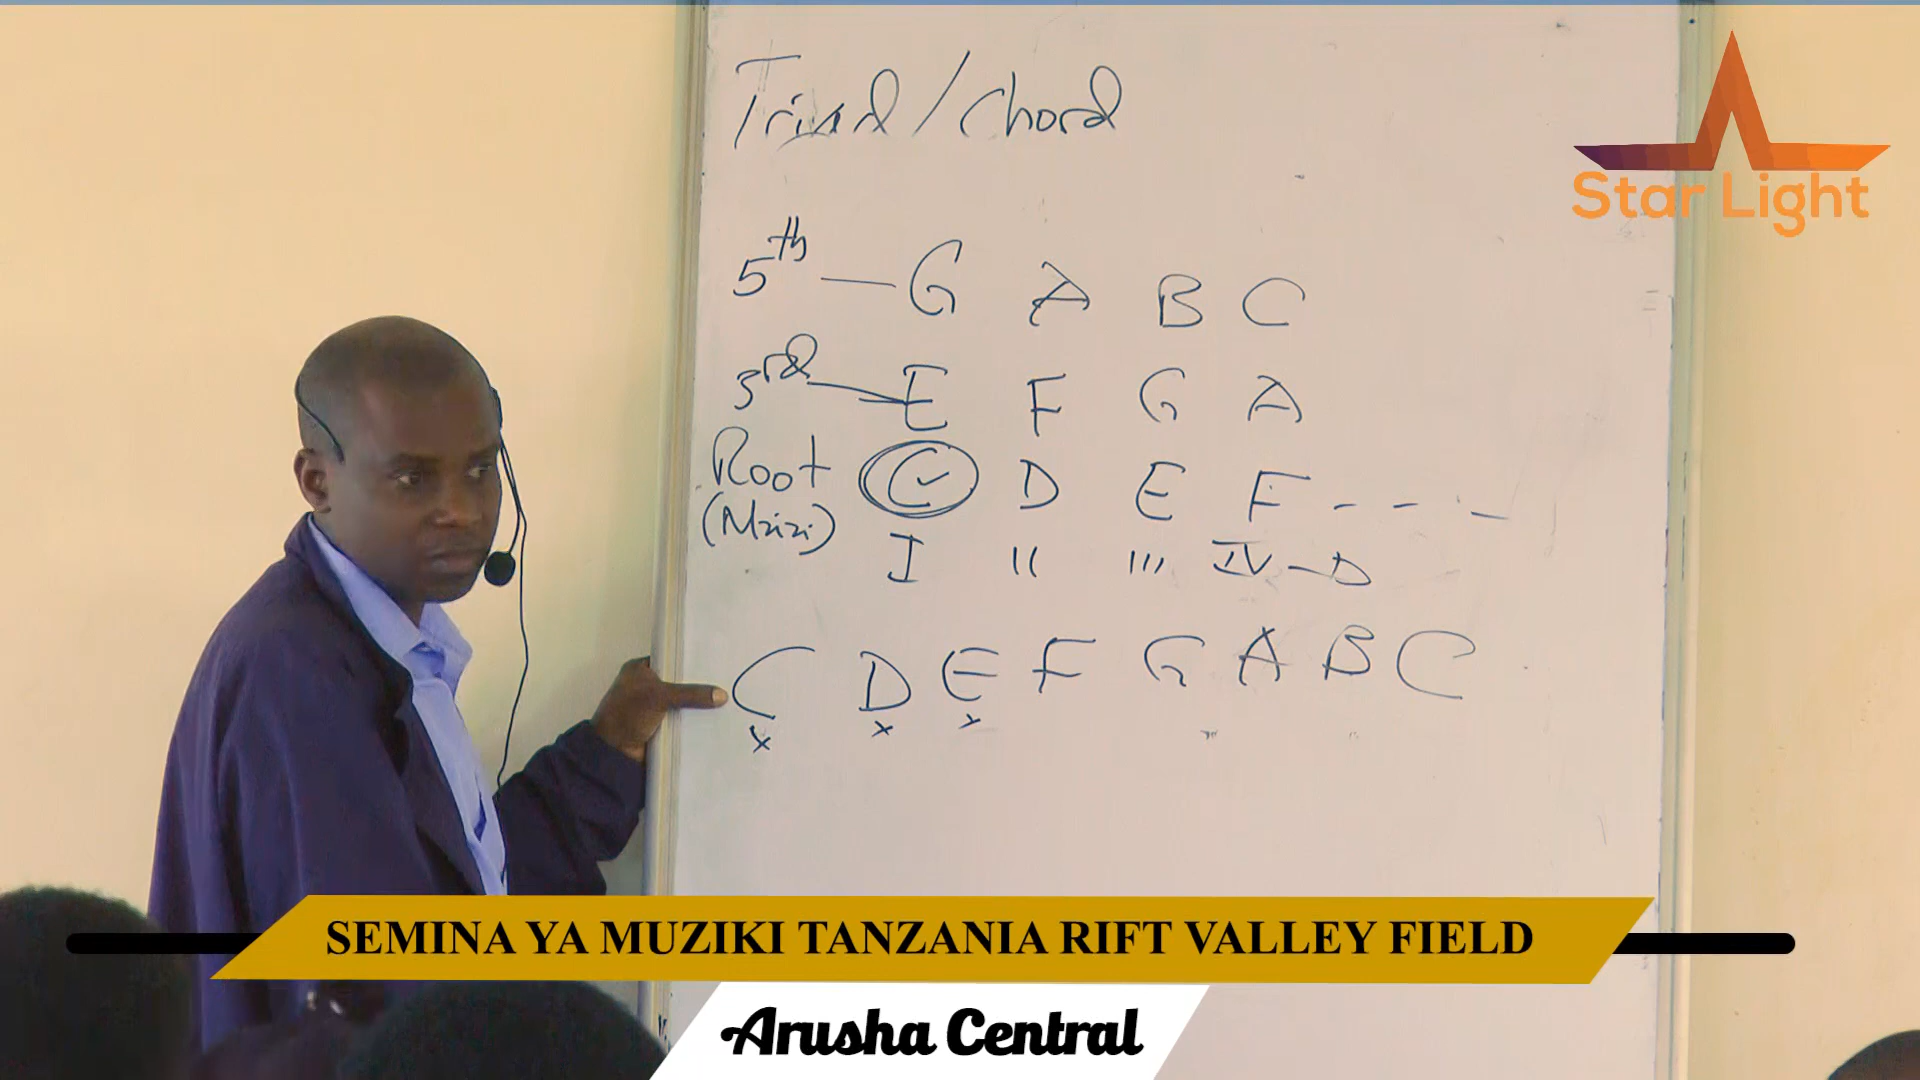 Triad/Chord
5th — G A B C
3rd — E F G A
Root C D E F - - -
(Mzizi)
I II III IV — D
C D E F G A B C
x x x
Star Light
SEMINA YA MUZIKI TANZANIA RIFT VALLEY FIELD
Arusha Central